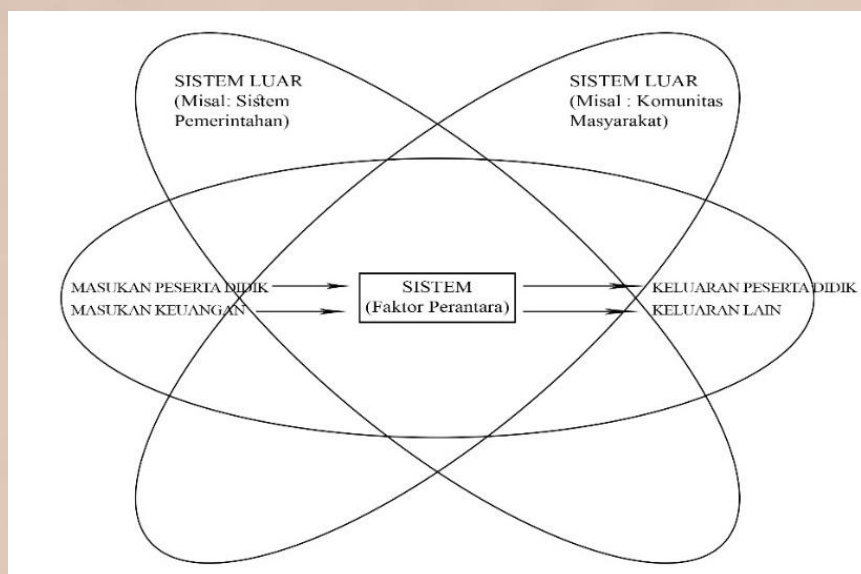 SISTEM LUAR
(Misal: Sistem
Pemerintahan)
SISTEM LUAR
(Misal : Komunitas
Masyarakat)
MASUKAN PESERTA DIDIK
MASUKAN KEUANGAN
SISTEM
(Faktor Perantara)
KELUARAN PESERTA DIDIK
KELUARAN LAIN